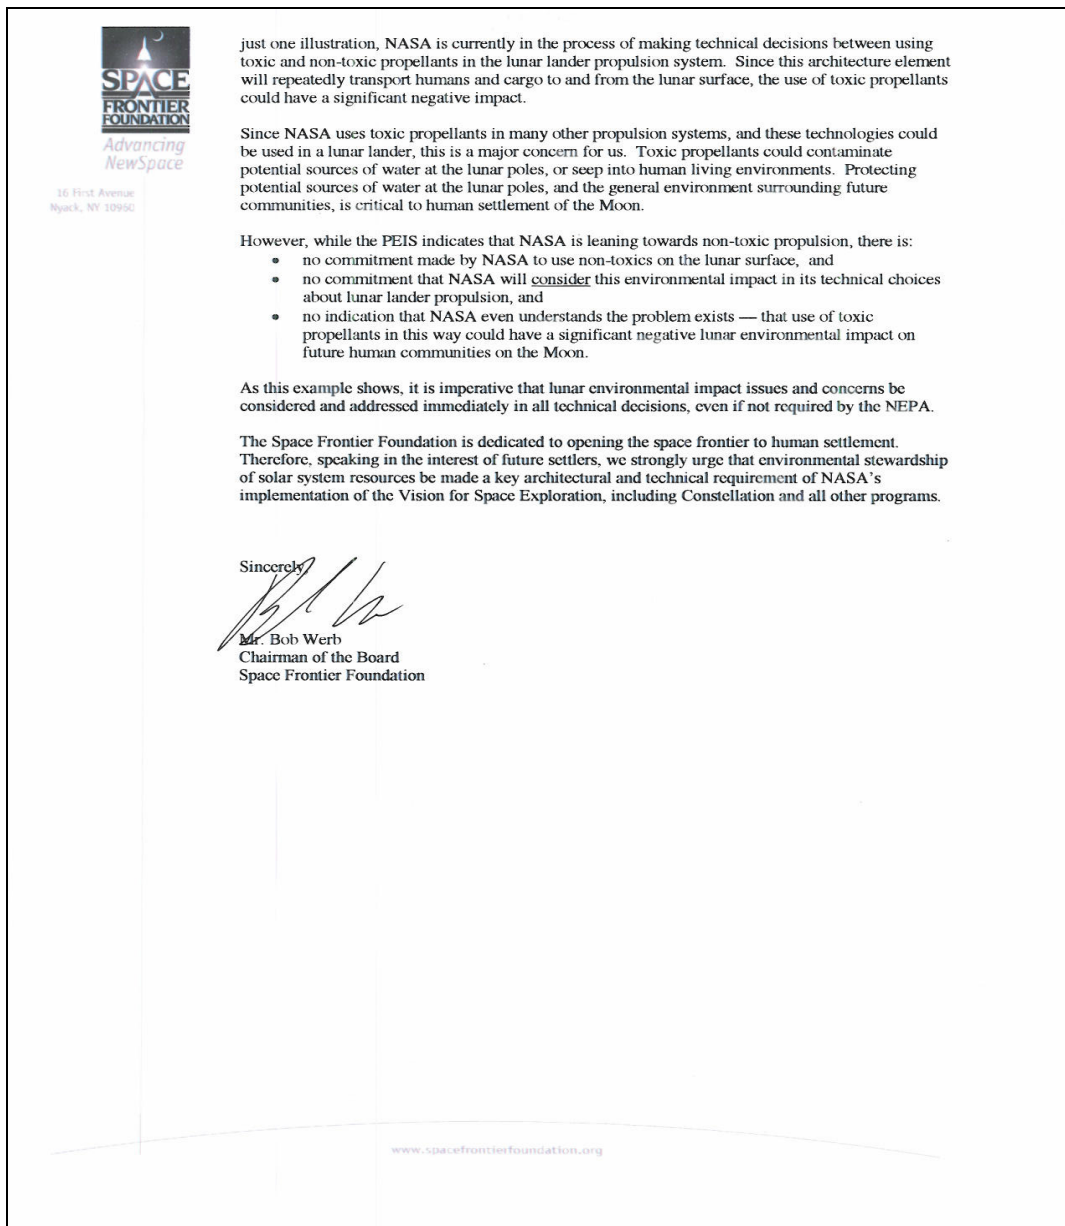 SPACE
FRONTIER
FOUNDATION
Advancing
NewSpace
16 First Avenue
Nyack, NY 10960
just one illustration, NASA is currently in the process of making technical decisions between using
toxic and non-toxic propellants in the lunar lander propulsion system. Since this architecture element
will repeatedly transport humans and cargo to and from the lunar surface, the use of toxic propellants
could have a significant negative impact.
Since NASA uses toxic propellants in many other propulsion systems, and these technologies could
be used in a lunar lander, this is a major concern for us. Toxic propellants could contaminate
potential sources of water at the lunar poles, or seep into human living environments. Protecting
potential sources of water at the lunar poles, and the general environment surrounding future
communities, is critical to human settlement of the Moon.
However, while the PEIS indicates that NASA is leaning towards non-toxic propulsion, there is:
• no commitment made by NASA to use non-toxics on the lunar surface, and
• no commitment that NASA will consider this environmental impact in its technical choices
about lunar lander propulsion, and
• no indication that NASA even understands the problem exists — that use of toxic
propellants in this way could have a significant negative lunar environmental impact on
future human communities on the Moon.
As this example shows, it is imperative that lunar environmental impact issues and concerns be
considered and addressed immediately in all technical decisions, even if not required by the NEPA.
The Space Frontier Foundation is dedicated to opening the space frontier to human settlement.
Therefore, speaking in the interest of future settlers, we strongly urge that environmental stewardship
of solar system resources be made a key architectural and technical requirement of NASA's
implementation of the Vision for Space Exploration, including Constellation and all other programs.
Sincerely,
Mr. Bob Werb
Chairman of the Board
Space Frontier Foundation
www.spacefrontierfoundation.org